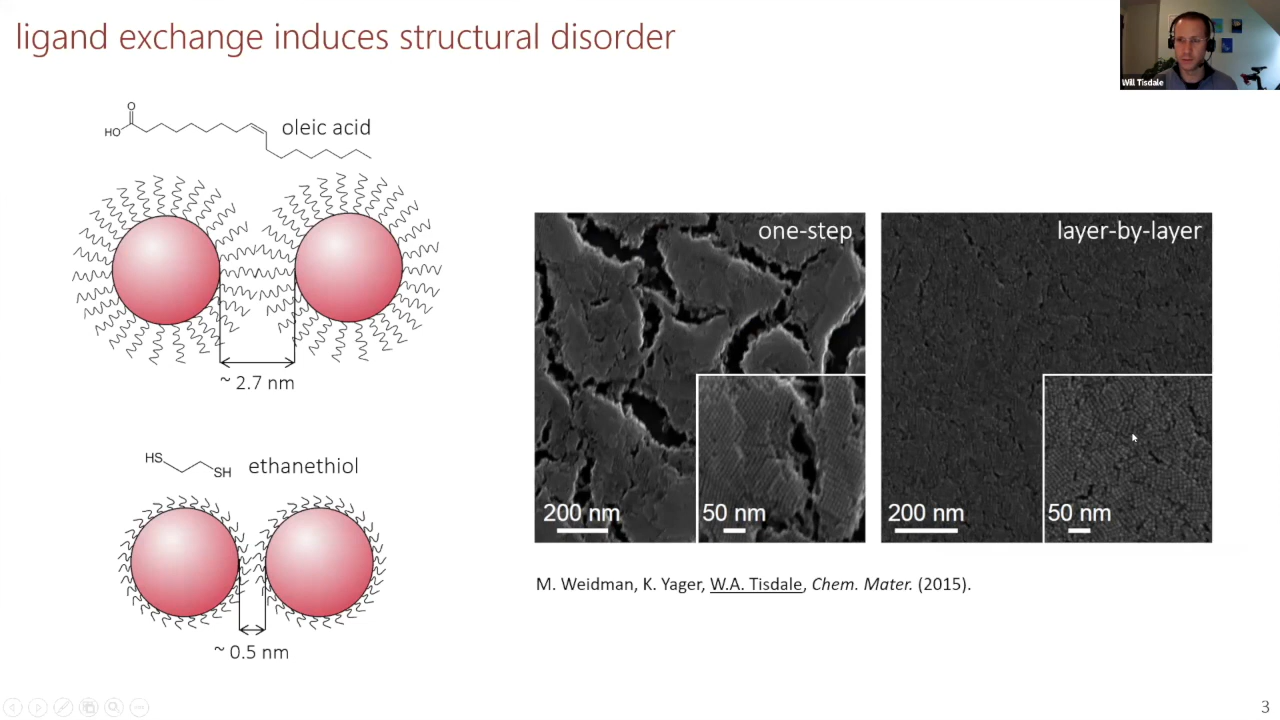 ligand exchange induces structural disorder
Will Tisdale
O
HO
oleic acid
~ 2.7 nm
HS
SH
ethanethiol
~ 0.5 nm
one-step
200 nm
50 nm
layer-by-layer
200 nm
50 nm
M. Weidman, K. Yager, W.A. Tisdale, Chem. Mater. (2015).
3